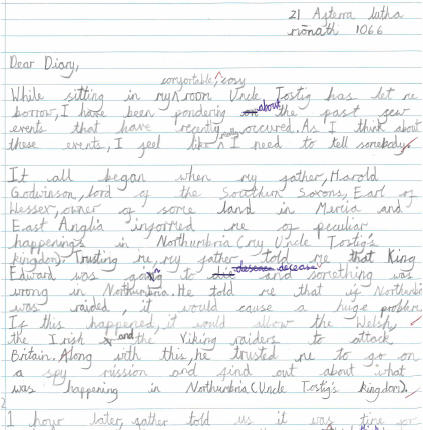 21 Asterra latha
rionath 1066
Dear Diary,
comfortable, cosy
While sitting in my room Uncle Tostig has let me
borrow, I have been pondering on about the past few
events that have recently really occured. As I think about
these events, I feel like I need to tell somebody.
It all began when my father, Harold
Godwinson, lord of the Southern Saxons, Earl of
Wessex, owner of some land in Mercia and
East Anglia informed me of peculiar
happenings in Northumbria (my Uncle Tostig's
kingdom). Trusting me, my father told me that King
Edward was going to decease and something was
wrong in Northumbria. He told me that if Northumbri
was raided, it would cause a huge problem.
If this happened, it would allow the Welsh,
the Irish and the Viking raiders to attack
Britain. Along with this, he trusted me to go on
a spy mission and find out about what
was happening in Northumbria (Uncle Tostig's kingdom).
1 hour later, father told us it was time for